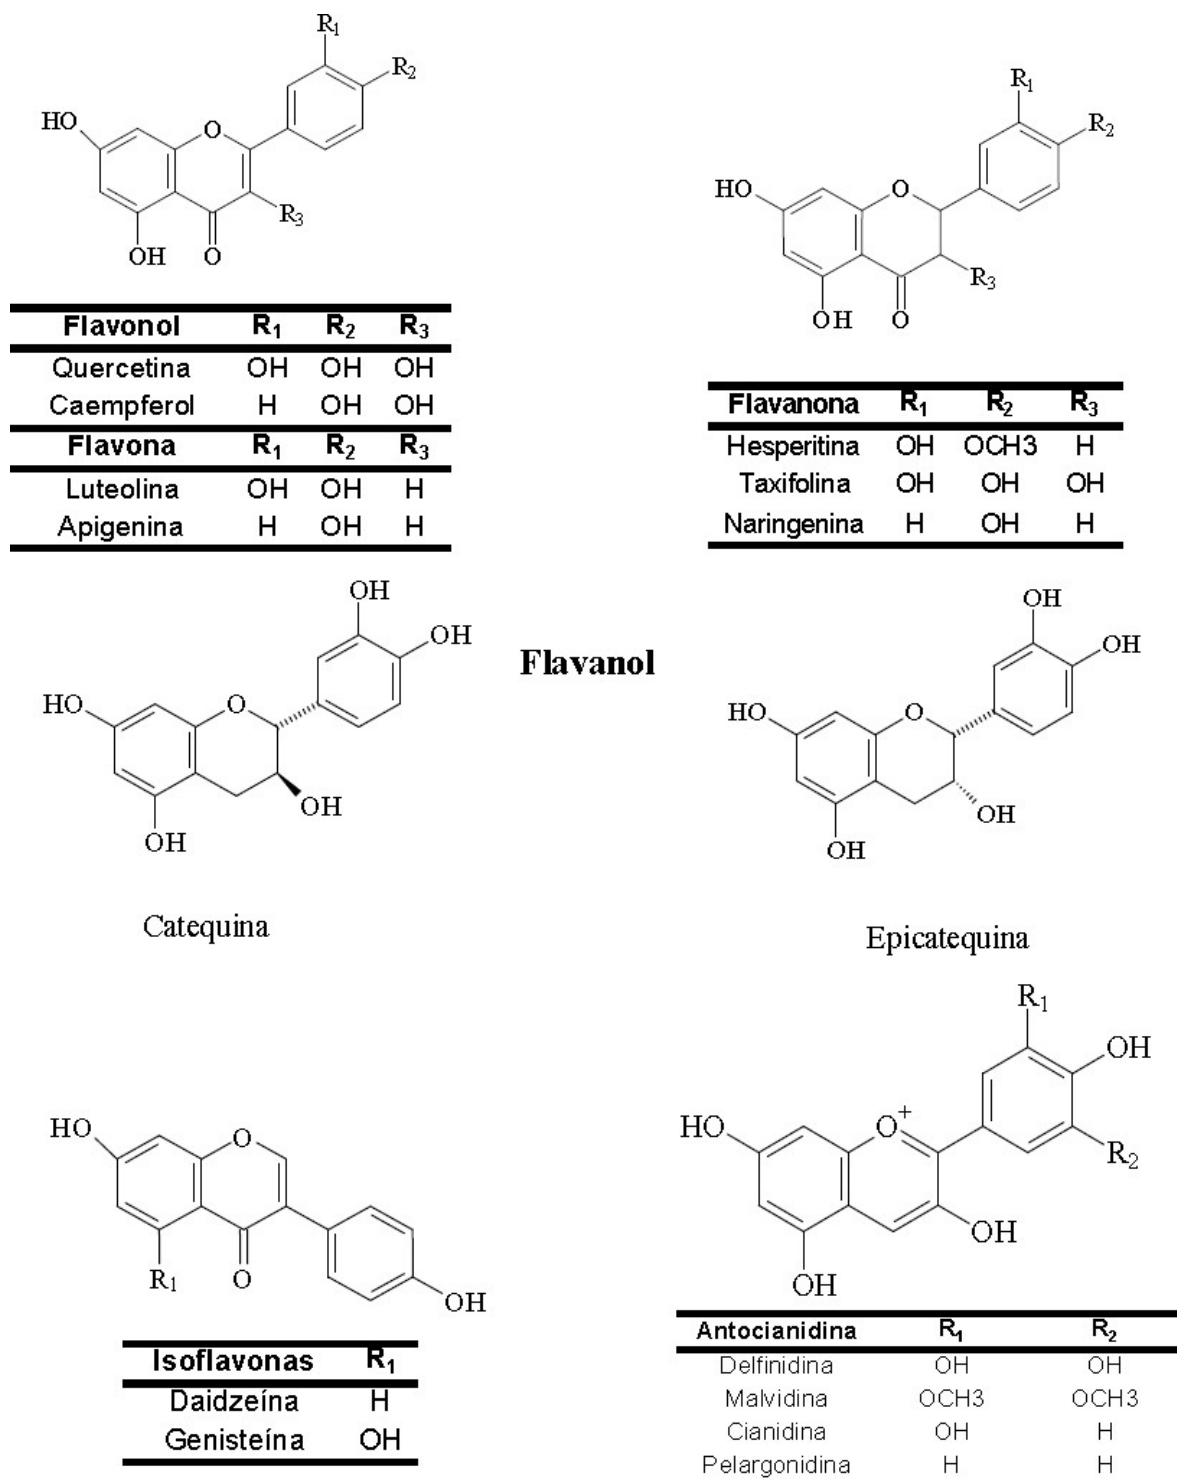 R₁
R₂
HO
O
R₃
OH
O
Flavonol R₁ R₂ R₃
Quercetina OH OH OH
Caempferol H OH OH
Flavona R₁ R₂ R₃
Luteolina OH OH H
Apigenina H OH H
R₁
R₂
HO
O
R₃
OH
O
Flavanona R₁ R₂ R₃
Hesperitina OH OCH3 H
Taxifolina OH OH OH
Naringenina H OH H
Flavanol
OH
OH
HO
O
OH
OH
Catequina
OH
OH
HO
O
OH
OH
Epicatequina
HO
O
R₁
O
OH
Isoflavonas R₁
Daidzeína H
Genisteína OH
R₁
OH
HO
O⁺
R₂
OH
OH
Antocianidina R₁ R₂
Delfinidina OH OH
Malvidina OCH3 OCH3
Cianidina OH H
Pelargonidina H H